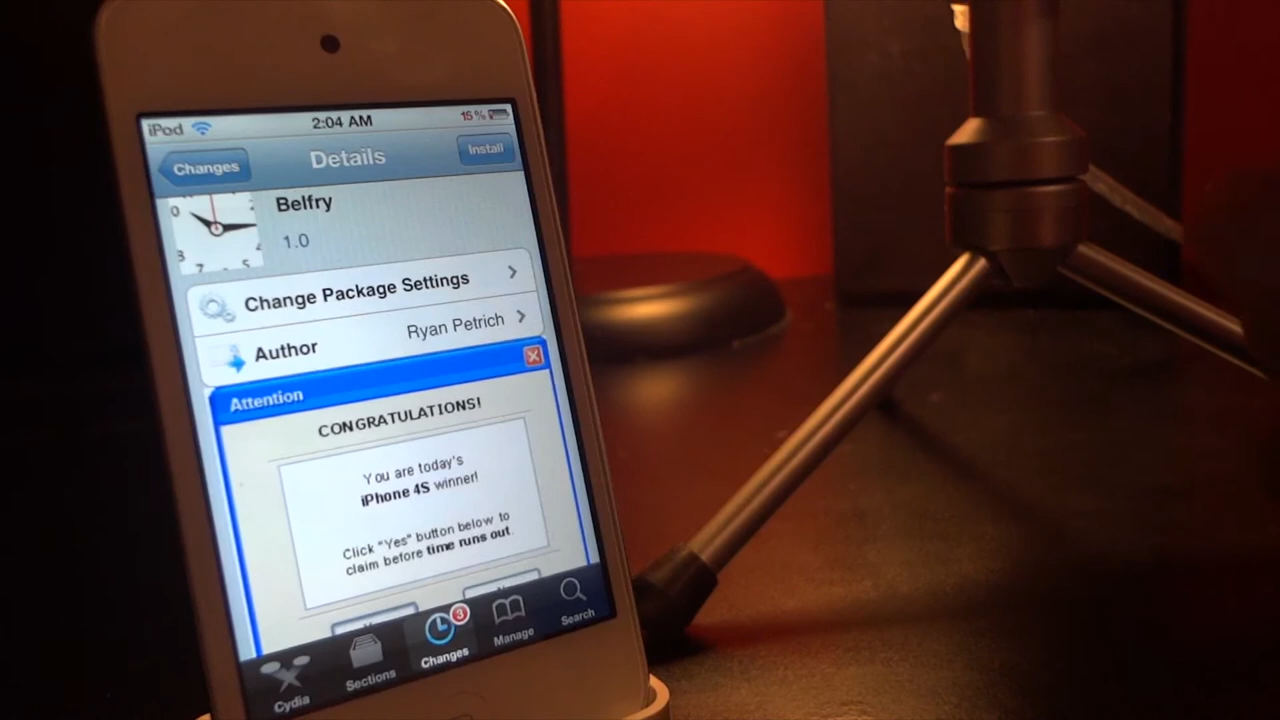 iPod 2:04 AM 15%
Changes Details Install
Belfry
1.0
Change Package Settings
Author Ryan Petrich
Attention
CONGRATULATIONS!
You are today's
iPhone 4S winner!
Click "Yes" button below to
claim before time runs out.
3
Cydia Sections Changes Manage Search